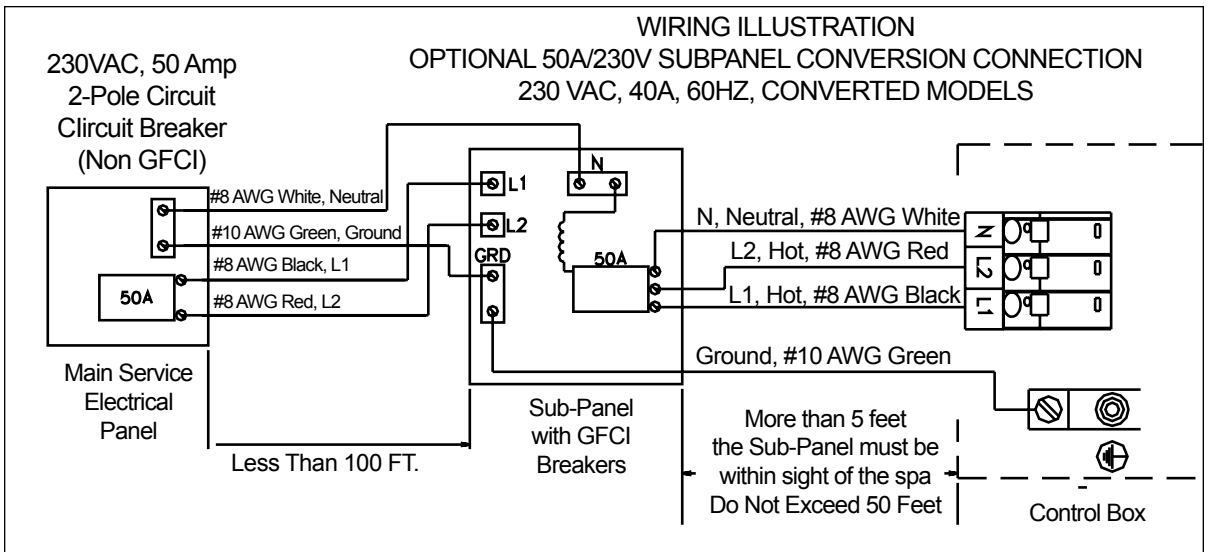 WIRING ILLUSTRATION
OPTIONAL 50A/230V SUBPANEL CONVERSION CONNECTION
230 VAC, 40A, 60HZ, CONVERTED MODELS
230VAC, 50 Amp
2-Pole Circuit
CIircuit Breaker
(Non GFCI)
#8 AWG White, Neutral
#10 AWG Green, Ground
#8 AWG Black, L1
#8 AWG Red, L2
50A
Main Service
Electrical
Panel
Less Than 100 FT.
L1
N
L2
GRD
50A
Sub-Panel
with GFCI
Breakers
N, Neutral, #8 AWG White
L2, Hot, #8 AWG Red
L1, Hot, #8 AWG Black
Ground, #10 AWG Green
More than 5 feet
the Sub-Panel must be
within sight of the spa
Do Not Exceed 50 Feet
N
L2
L1
0
0
0
Control Box